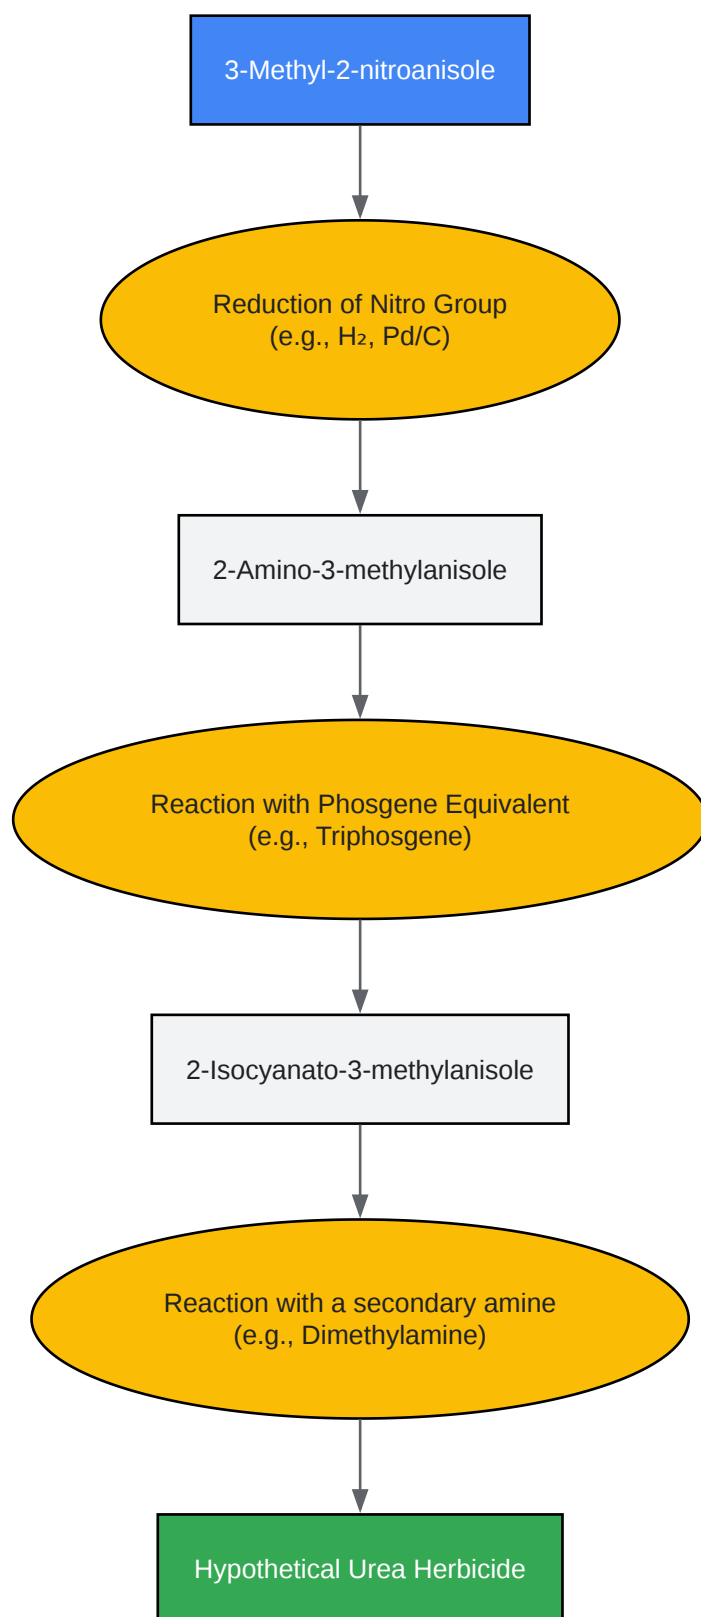 3-Methyl-2-nitroanisole
Reduction of Nitro Group
(e.g., H₂, Pd/C)
2-Amino-3-methylanisole
Reaction with Phosgene Equivalent
(e.g., Triphosgene)
2-Isocyanato-3-methylanisole
Reaction with a secondary amine
(e.g., Dimethylamine)
Hypothetical Urea Herbicide